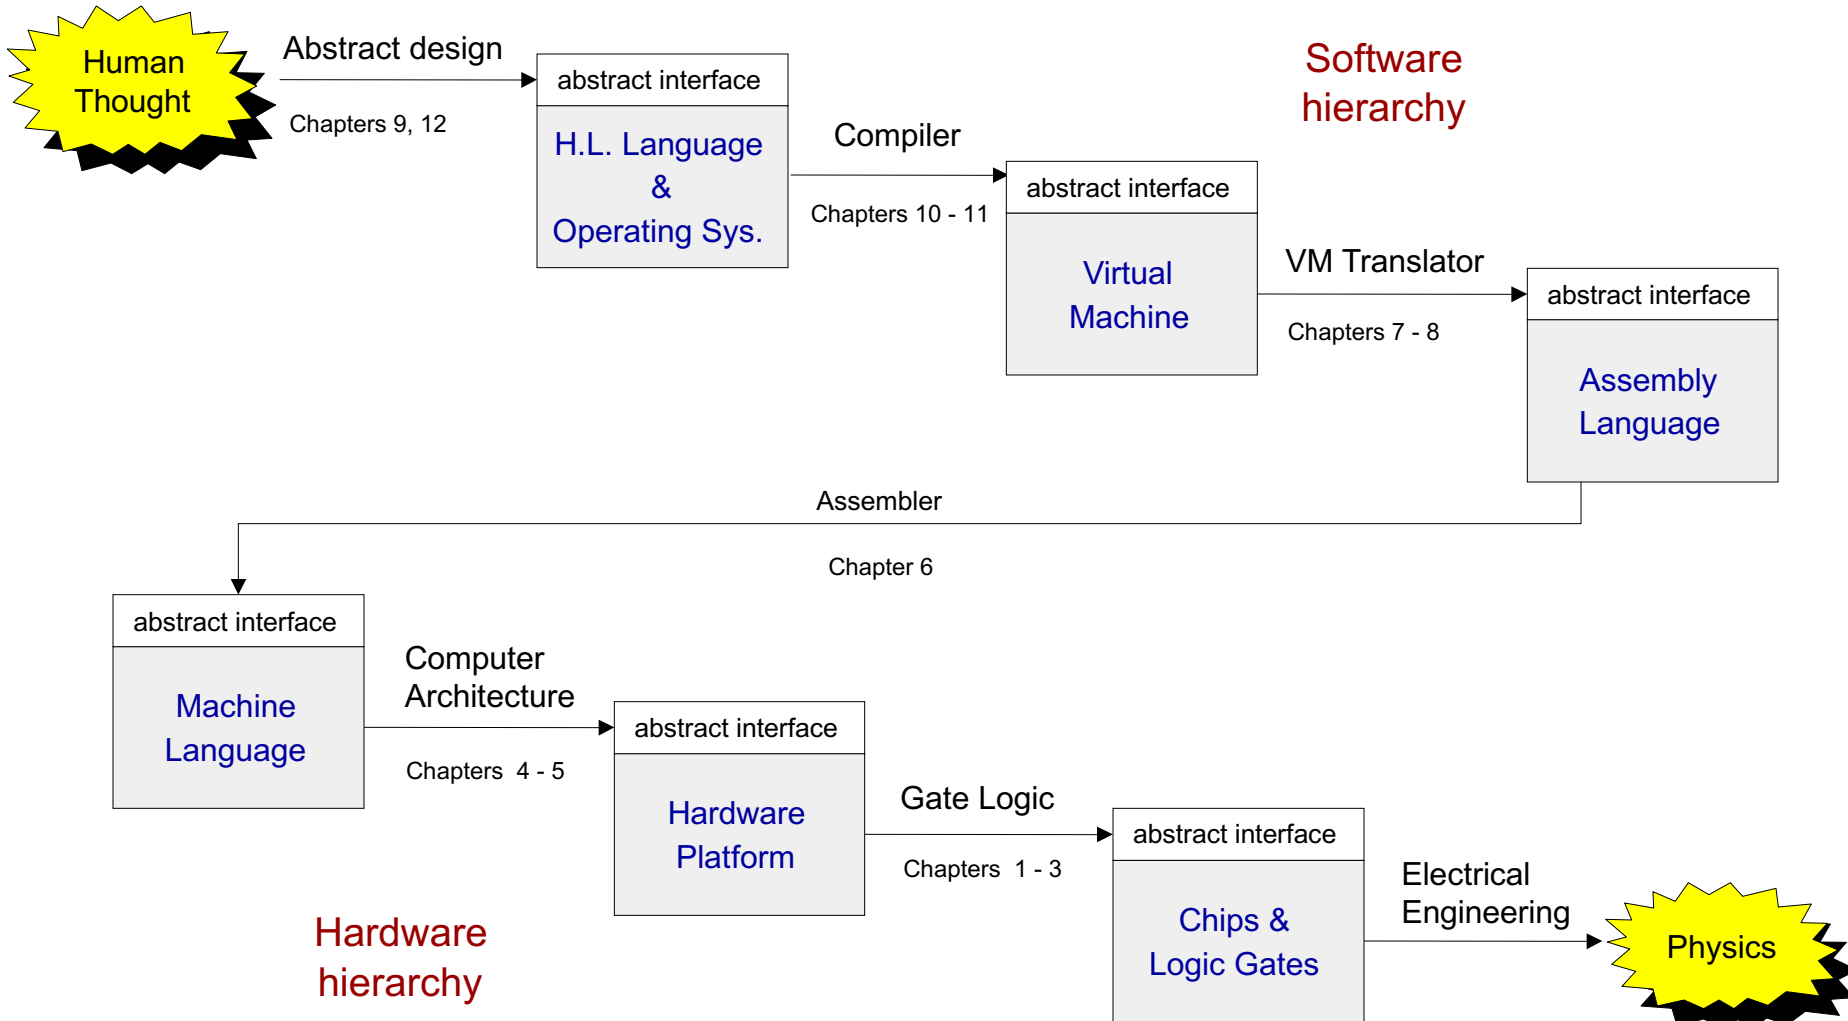 Human
Thought
Abstract design
Chapters 9, 12
abstract interface
H.L. Language
&
Operating Sys.
Compiler
Chapters 10 - 11
Software
hierarchy
abstract interface
Virtual
Machine
VM Translator
Chapters 7 - 8
abstract interface
Assembly
Language
Assembler
Chapter 6
abstract interface
Machine
Language
Computer
Architecture
Chapters 4 - 5
abstract interface
Hardware
Platform
Gate Logic
Chapters 1 - 3
abstract interface
Chips &
Logic Gates
Electrical
Engineering
Physics
Hardware
hierarchy